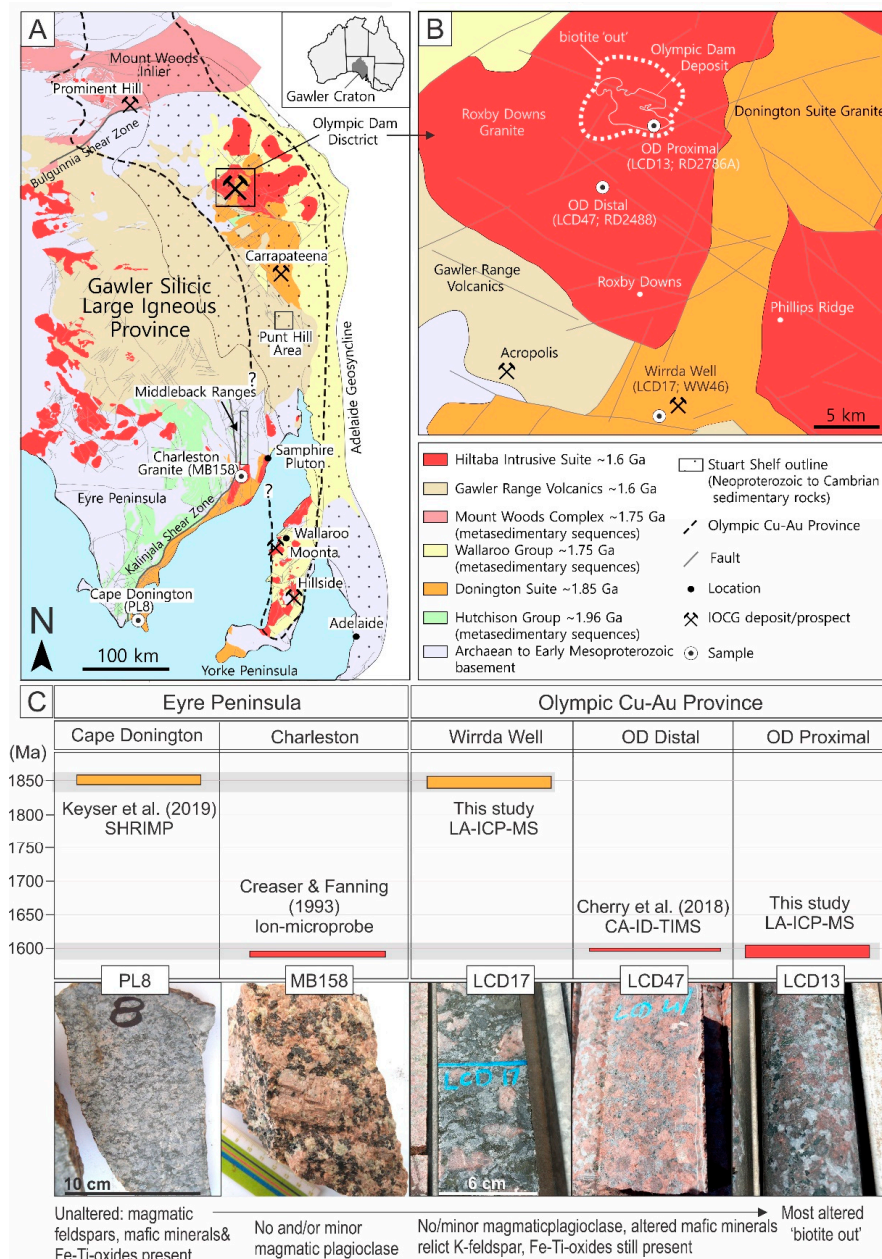 A
Mount Woods
Inlier
Prominent Hill
Bulgunnia Shear Zone
Gawler Craton
Olympic Dam
Disctrict
Carrapateena
Gawler Silicic
Large Igneous
Province
Punt Hill
Area
Adelaide Geosyncline
?
Middleback Ranges
Charleston
Granite (MB158)
Samphire
Pluton
?
Eyre Peninsula
Kalinjala Shear Zone
Wallaroo
Moonta
Hillside
Cape Donington
(PL8)
Adelaide
N
100 km
Yorke Peninsula
B
biotite 'out'
Olympic Dam
Deposit
Roxby Downs
Granite
Donington Suite Granite
OD Proximal
(LCD13; RD2786A)
OD Distal
(LCD47; RD2488)
Gawler Range
Volcanics
Roxby Downs
Phillips Ridge
Acropolis
Wirrda Well
(LCD17; WW46)
5 km
Hiltaba Intrusive Suite ~1.6 Ga
Gawler Range Volcanics ~1.6 Ga
Mount Woods Complex ~1.75 Ga
(metasedimentary sequences)
Wallaroo Group ~1.75 Ga
(metasedimentary sequences)
Donington Suite ~1.85 Ga
Hutchison Group ~1.96 Ga
(metasedimentary sequences)
Archaean to Early Mesoproterozoic
basement
Stuart Shelf outline
(Neoproterozoic to Cambrian
sedimentary rocks)
Olympic Cu-Au Province
Fault
Location
IOCG deposit/prospect
Sample
C
Eyre Peninsula
Olympic Cu-Au Province
(Ma)
Cape Donington
Charleston
Wirrda Well
OD Distal
OD Proximal
1850
1800
1750
1700
1650
1600
Keyser et al. (2019)
SHRIMP
Creaser & Fanning
(1993)
Ion-microprobe
This study
LA-ICP-MS
Cherry et al. (2018)
CA-ID-TIMS
This study
LA-ICP-MS
PL8
MB158
LCD17
LCD47
LCD13
8
LCD 17
LCD 47
10 cm
6 cm
Unaltered: magmatic
feldspars, mafic minerals&
Fe-Ti-oxides present
No and/or minor
magmatic plagioclase
No/minor magmaticplagioclase, altered mafic minerals
relict K-feldspar, Fe-Ti-oxides still present
Most altered
'biotite out'